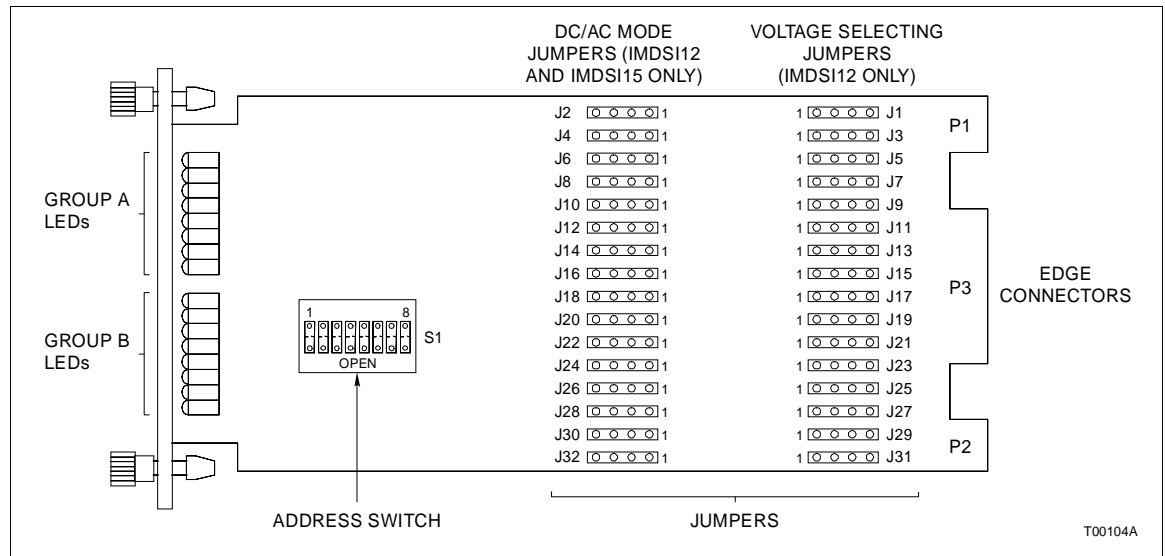 DC/AC MODE
JUMPERS (IMDSI12
AND IMDSI15 ONLY)
VOLTAGE SELECTING
JUMPERS
(IMDSI12 ONLY)
J2 1 1 J1
J4 1 1 J3
J6 1 1 J5
J8 1 1 J7
J10 1 1 J9
J12 1 1 J11
J14 1 1 J13
J16 1 1 J15
J18 1 1 J17
J20 1 1 J19
J22 1 1 J21
J24 1 1 J23
J26 1 1 J25
J28 1 1 J27
J30 1 1 J29
J32 1 1 J31
P1
P3
P2
EDGE
CONNECTORS
GROUP A
LEDs
GROUP B
LEDs
1 8
S1
OPEN
ADDRESS SWITCH
JUMPERS
T00104A